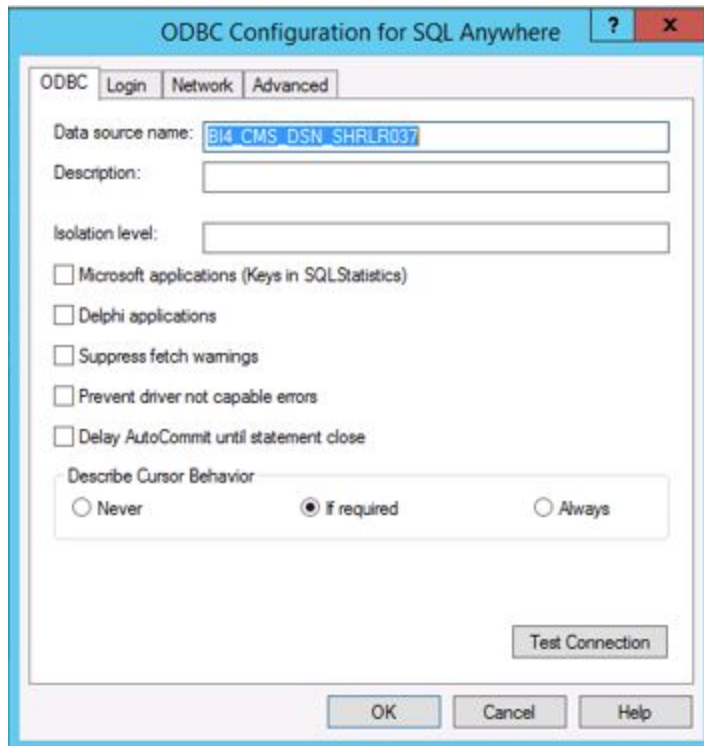 ODBC Configuration for SQL Anywhere ? x
ODBC Login Network Advanced
Data source name: BI4_CMS_DSN_SHRLR037
Description:
Isolation level:
Microsoft applications (Keys in SQLStatistics)
Delphi applications
Suppress fetch warnings
Prevent driver not capable errors
Delay AutoCommit until statement close
Describe Cursor Behavior
Never If required Always
Test Connection
OK Cancel Help